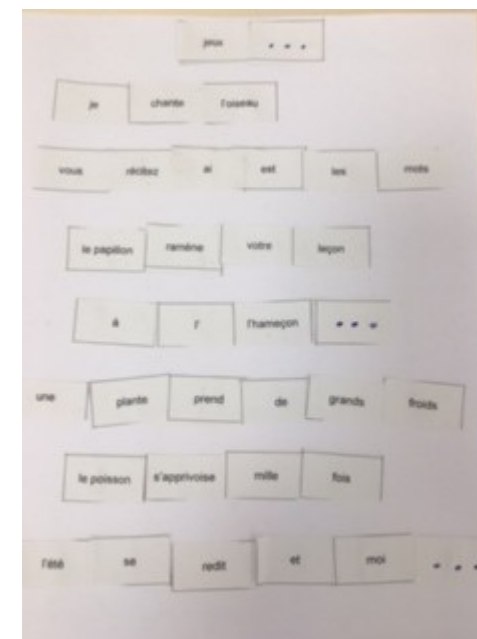 jeux ...
je chante l'oiseau
vous récitez ai est les mots
le papillon ramène votre leçon
à j' l'hameçon ...
une plante prend de grands froids
le poisson s'apprivoise mille fois
l'été se redit et moi ...